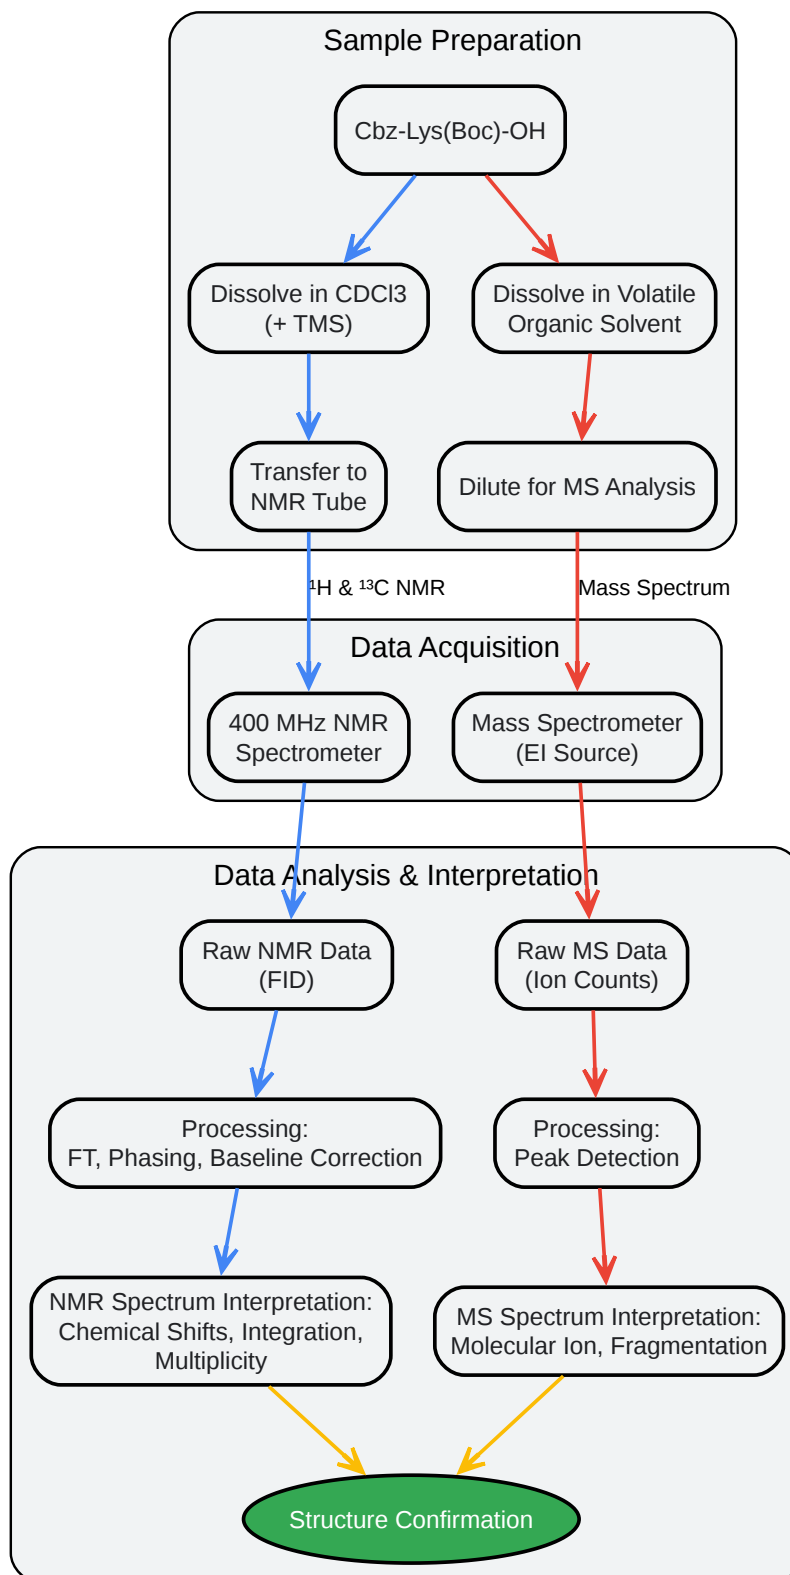 Sample Preparation
Cbz-Lys(Boc)-OH
Dissolve in CDCl3
(+ TMS)
Dissolve in Volatile
Organic Solvent
Transfer to
NMR Tube
Dilute for MS Analysis
¹H & ¹³C NMR
Mass Spectrum
Data Acquisition
400 MHz NMR
Spectrometer
Mass Spectrometer
(EI Source)
Data Analysis & Interpretation
Raw NMR Data
(FID)
Raw MS Data
(Ion Counts)
Processing:
FT, Phasing, Baseline Correction
Processing:
Peak Detection
NMR Spectrum Interpretation:
Chemical Shifts, Integration,
Multiplicity
MS Spectrum Interpretation:
Molecular Ion, Fragmentation
Structure Confirmation